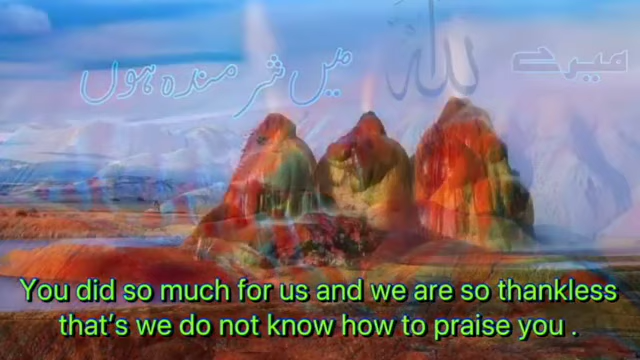 میرے اللہ میں شرمندہ ہوں
You did so much for us and we are so thankless
that's we do not know how to praise you .